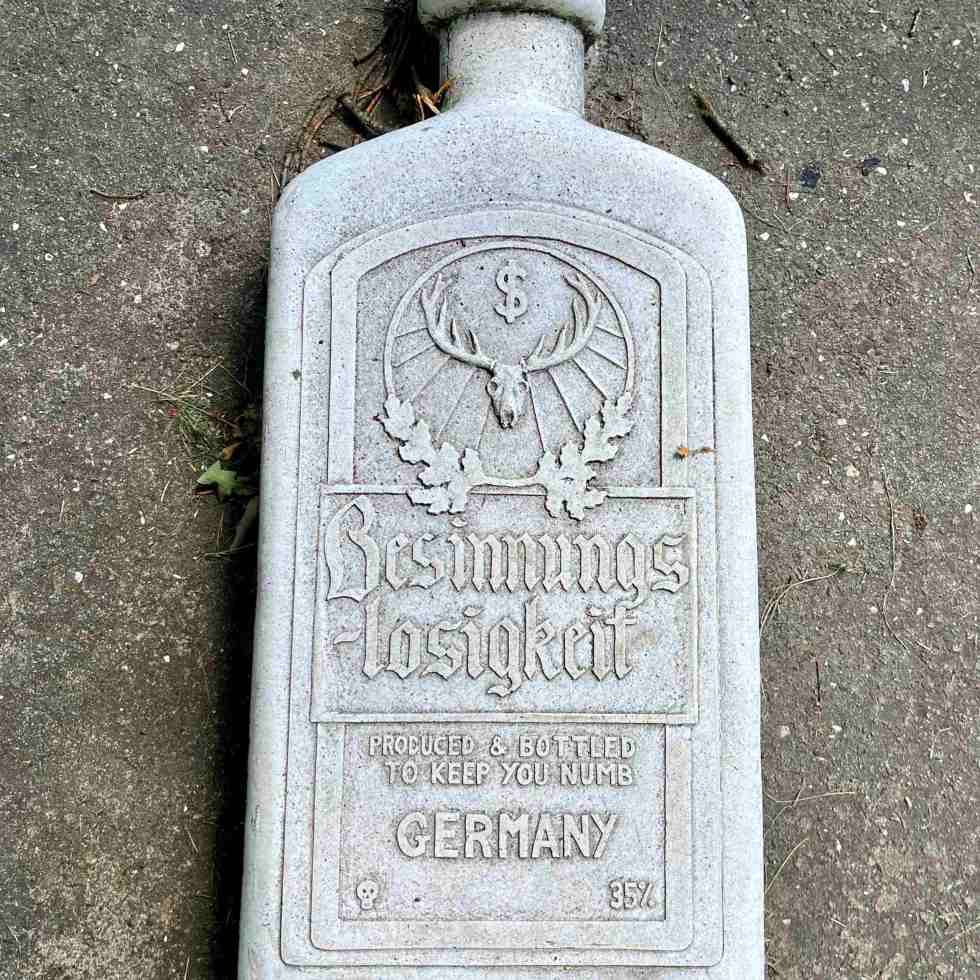 $
Besinnungs
-losigkeit
PRODUCED & BOTTLED
TO KEEP YOU NUMB
GERMANY
35%